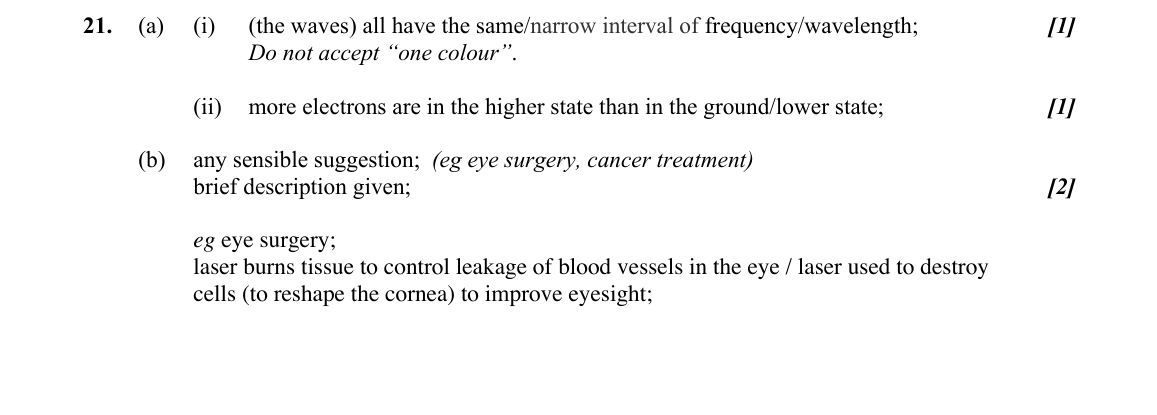 21. (a) (i) (the waves) all have the same/narrow interval of frequency/wavelength; [1]
Do not accept “one colour”.
(ii) more electrons are in the higher state than in the ground/lower state; [1]
(b) any sensible suggestion; (eg eye surgery, cancer treatment)
brief description given; [2]
eg eye surgery;
laser burns tissue to control leakage of blood vessels in the eye / laser used to destroy
cells (to reshape the cornea) to improve eyesight;